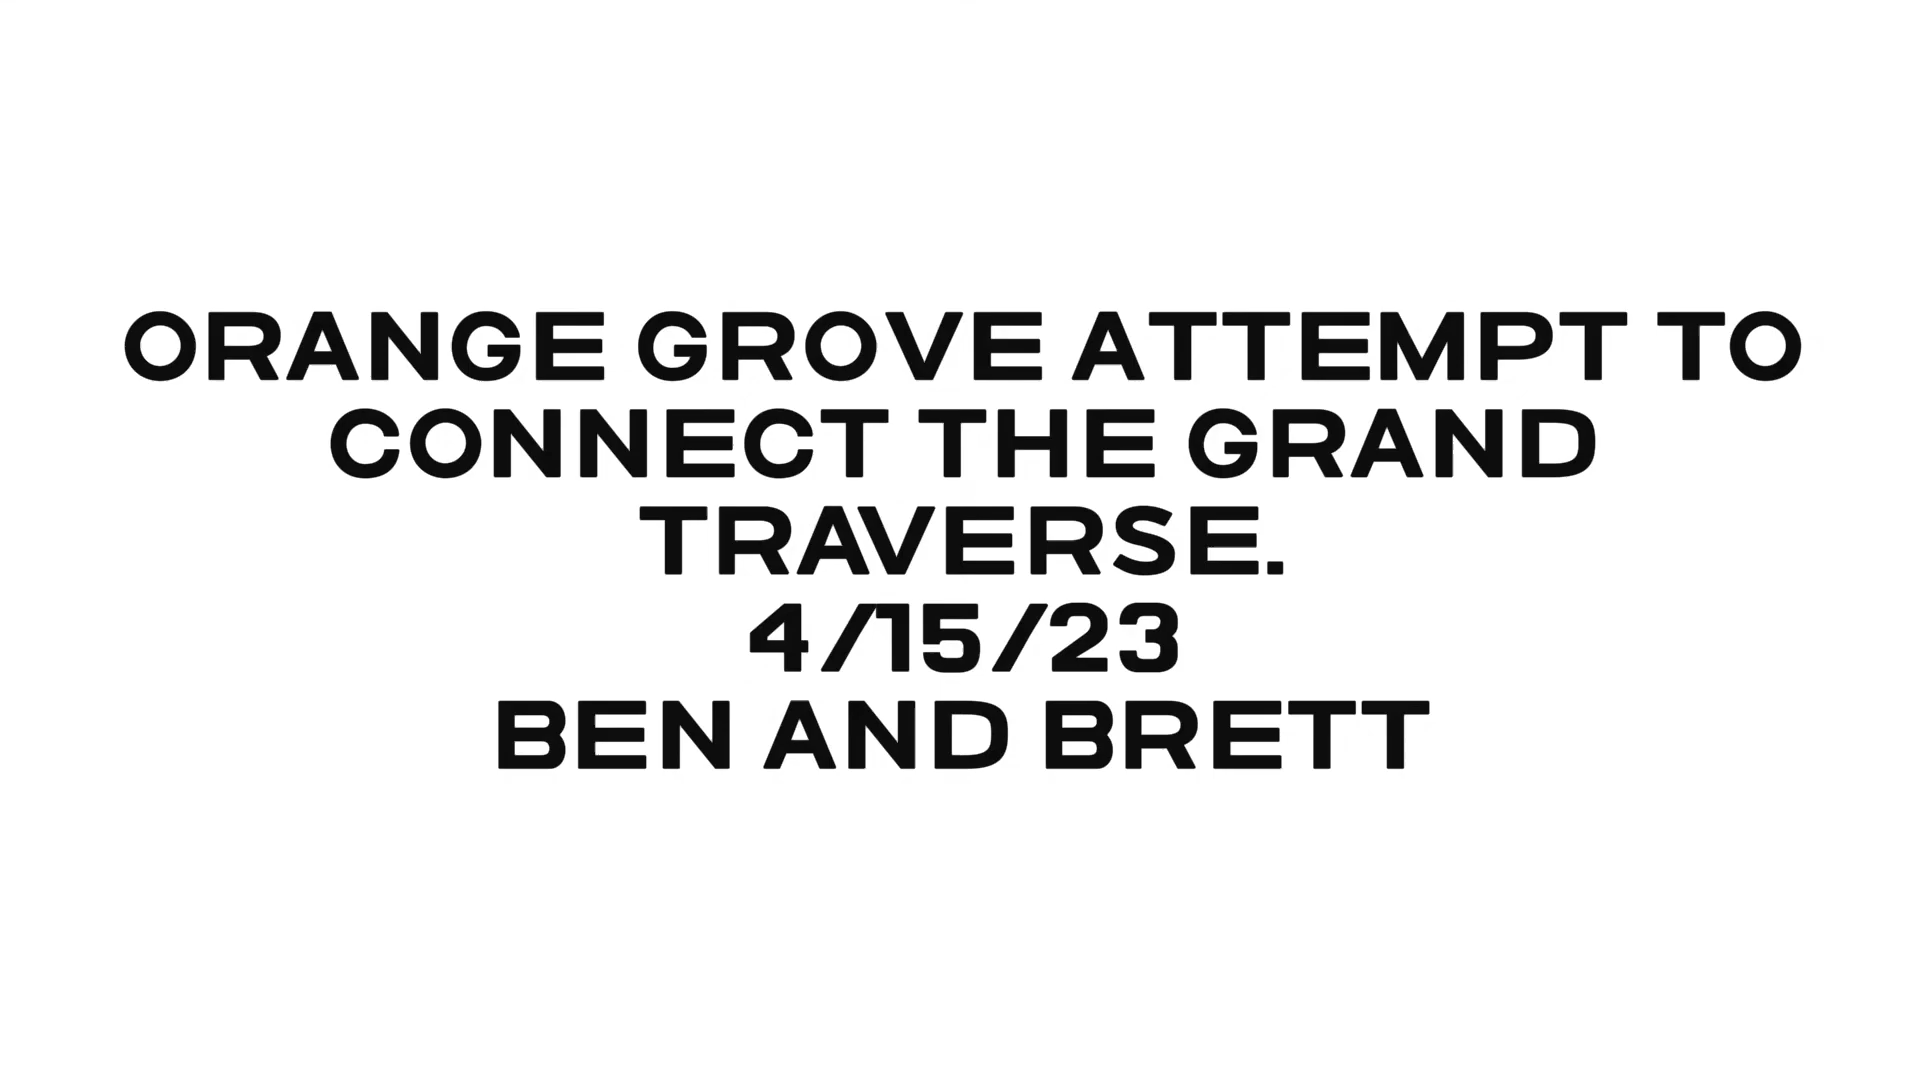 ORANGE GROVE ATTEMPT TO
CONNECT THE GRAND
TRAVERSE.
4/15/23
BEN AND BRETT